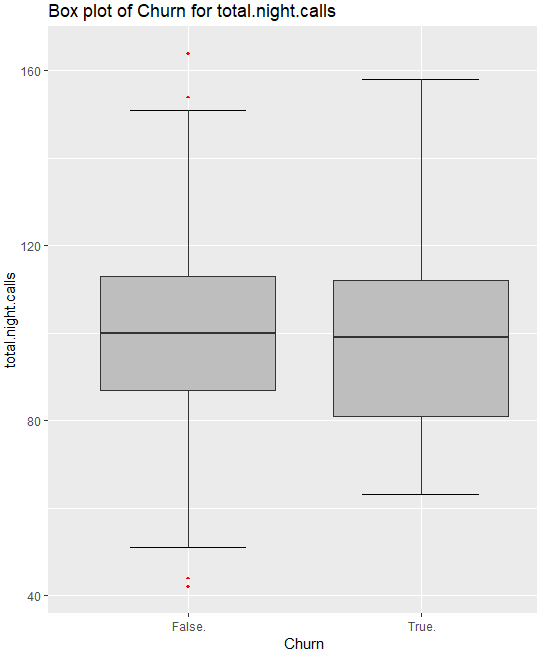 Box plot of Churn for total.night.calls
total.night.calls
160
120
80
40
False.
True.
Churn